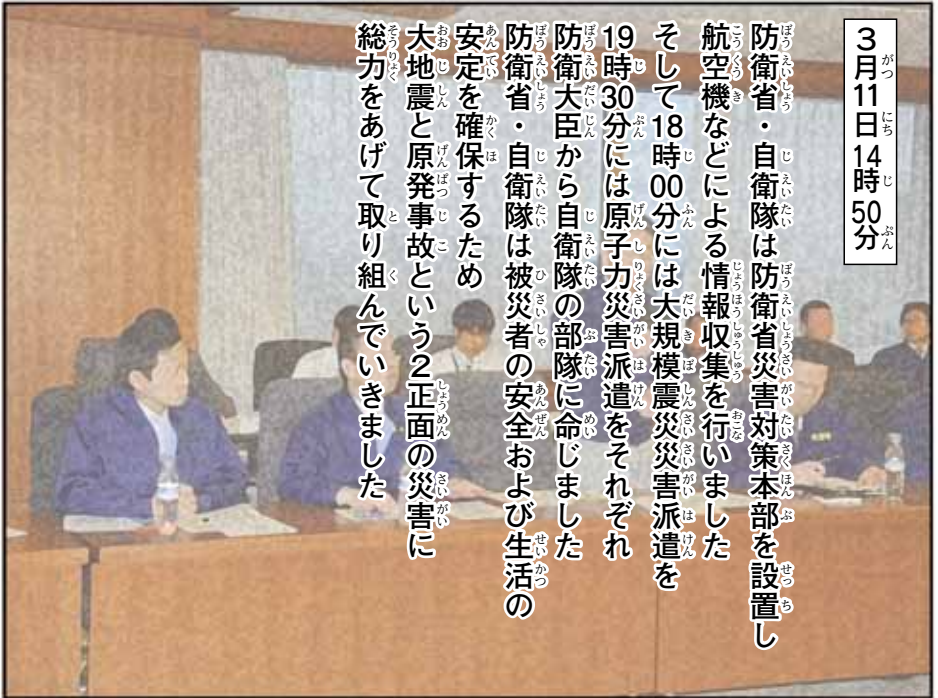 3月11日14時50分
防衛省・自衛隊は防衛省災害対策本部を設置し
航空機などによる情報収集を行いました
そして18時00分には大規模震災災害派遣を
19時30分には原子力災害派遣をそれぞれ
防衛大臣から自衛隊の部隊に命じました
防衛省・自衛隊は被災者の安全および生活の
安定を確保するため
大地震と原発事故という2正面の災害に
総力をあげて取り組んでいきました